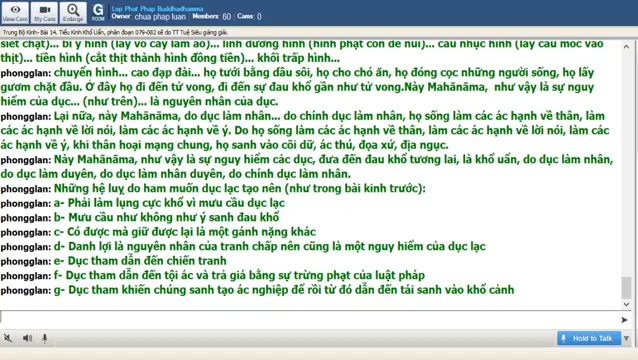 Lop Phat Phap Buddhadhamma
Owner: chua phap luan , Members: 60 | Cams: 0
View Cam My Cam Enlarge G ROOM
Trung Bộ Kinh- Bài 14. Tiểu Kinh Khổ Uẩn, phân đoạn 079-082 sẽ do TT Tuệ Siêu giảng giải.
siết chặt)... bì y hình (lấy vỏ cây làm áo)... linh dương hình (hình phạt con dê núi)... câu nhục hình (lấy câu móc vào
thịt)... tiền hình (cắt thịt thành hình đồng tiền)... khối trấp hình...
phongglan: chuyển hình... cao đạp đài... họ tưới bằng dầu sôi, họ cho chó ăn, họ đóng cọc những người sống, họ lấy
gươm chặt đầu. Ở đây họ đi đến tử vong, đi đến sự đau khổ gần như tử vong.Này Mahānāma, như vậy là sự nguy
hiểm của dục... (như trên)... là nguyên nhân của dục.
phongglan: Lại nữa, này Mahānāma, do dục làm nhân... do chính dục làm nhân, họ sống làm các ác hạnh về thân, làm
các ác hạnh về lời nói, làm các ác hạnh về ý. Do họ sống làm các ác hạnh về thân, làm các ác hạnh về lời nói, làm các
ác hạnh về ý, khi thân hoại mạng chung, họ sanh vào cõi dữ, ác thú, đọa xứ, địa ngục.
phongglan: Này Mahānāma, như vậy là sự nguy hiểm các dục, đưa đến đau khổ tương lai, là khổ uẩn, do dục làm nhân,
do dục làm duyên, do dục làm nhân duyên, do chính dục làm nhân.
phongglan: Những hệ luỵ do ham muốn dục lạc tạo nên (như trong bài kinh trước):
phongglan: a- Phải làm lụng cực khổ vì mưu cầu dục lạc
phongglan: b- Mưu cầu như không như ý sanh đau khổ
phongglan: c- Có được mà giữ được lại là một gánh nặng khác
phongglan: d- Danh lợi là nguyên nhân của tranh chấp nên cũng là một nguy hiểm của dục lạc
phongglan: e- Dục tham dẫn đến chiến tranh
phongglan: f- Dục tham dẫn đến tội ác và trả giá bằng sự trừng phạt của luật pháp
phongglan: g- Dục tham khiến chúng sanh tạo ác nghiệp để rồi từ đó dẫn đến tái sanh vào khổ cảnh
Hold to Talk